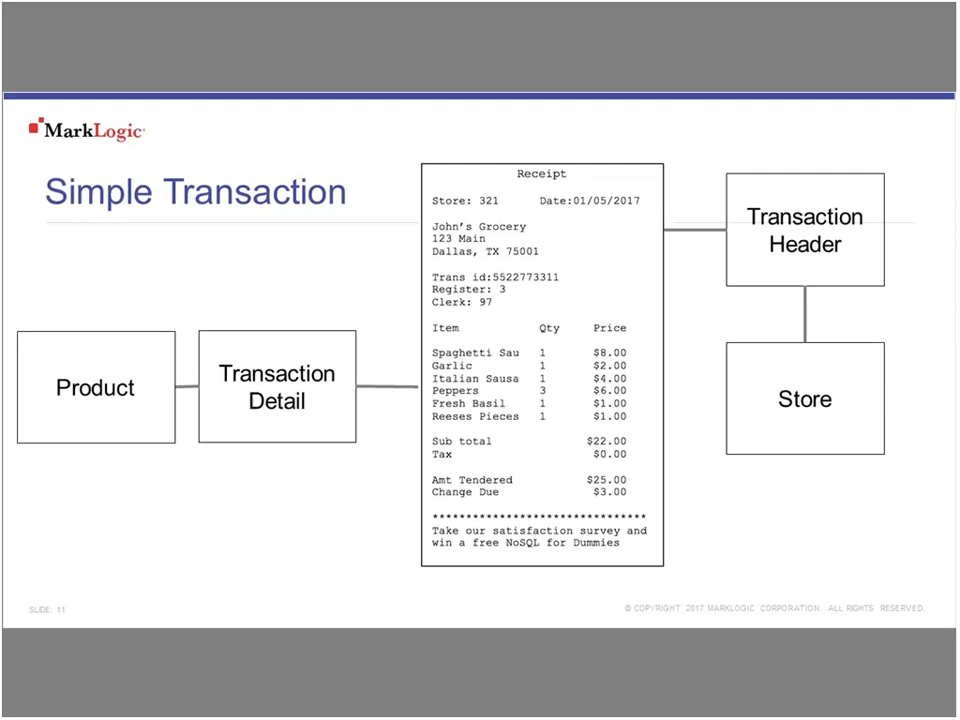 MarkLogic
Simple Transaction
Receipt
Store: 321 Date:01/05/2017
John's Grocery
123 Main
Dallas, TX 75001
Trans id:5522773311
Register: 3
Clerk: 97
Item Qty Price
Spaghetti Sau 1 $8.00
Garlic 1 $2.00
Italian Sausa 1 $4.00
Peppers 3 $6.00
Fresh Basil 1 $1.00
Reeses Pieces 1 $1.00
Sub total $22.00
Tax $0.00
Amt Tendered $25.00
Change Due $3.00
********************************
Take our satisfaction survey and
win a free NoSQL for Dummies
Transaction
Header
Product
Transaction
Detail
Store
SLIDE: 11
© COPYRIGHT 2017 MARKLOGIC CORPORATION. ALL RIGHTS RESERVED.